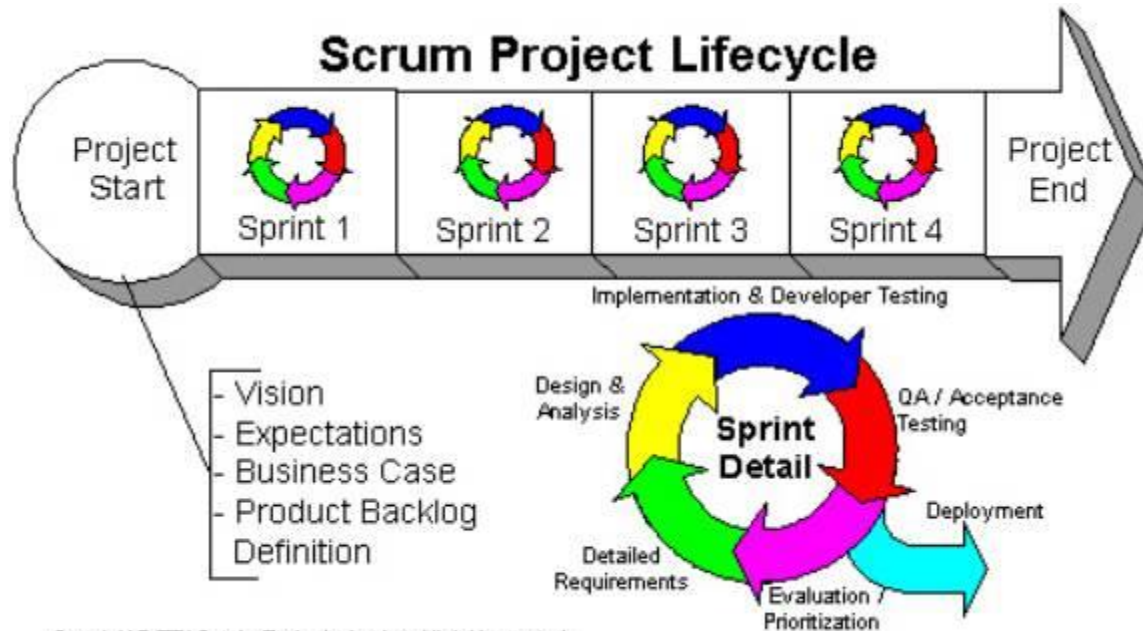 Scrum Project Lifecycle
Project
Start
Sprint 1
Sprint 2
Sprint 3
Sprint 4
Project
End
- Vision
- Expectations
- Business Case
- Product Backlog
Definition
Implementation & Developer Testing
Design &
Analysis
Sprint
Detail
QA / Acceptance
Testing
Deployment
Detailed
Requirements
Evaluation /
Prioritization